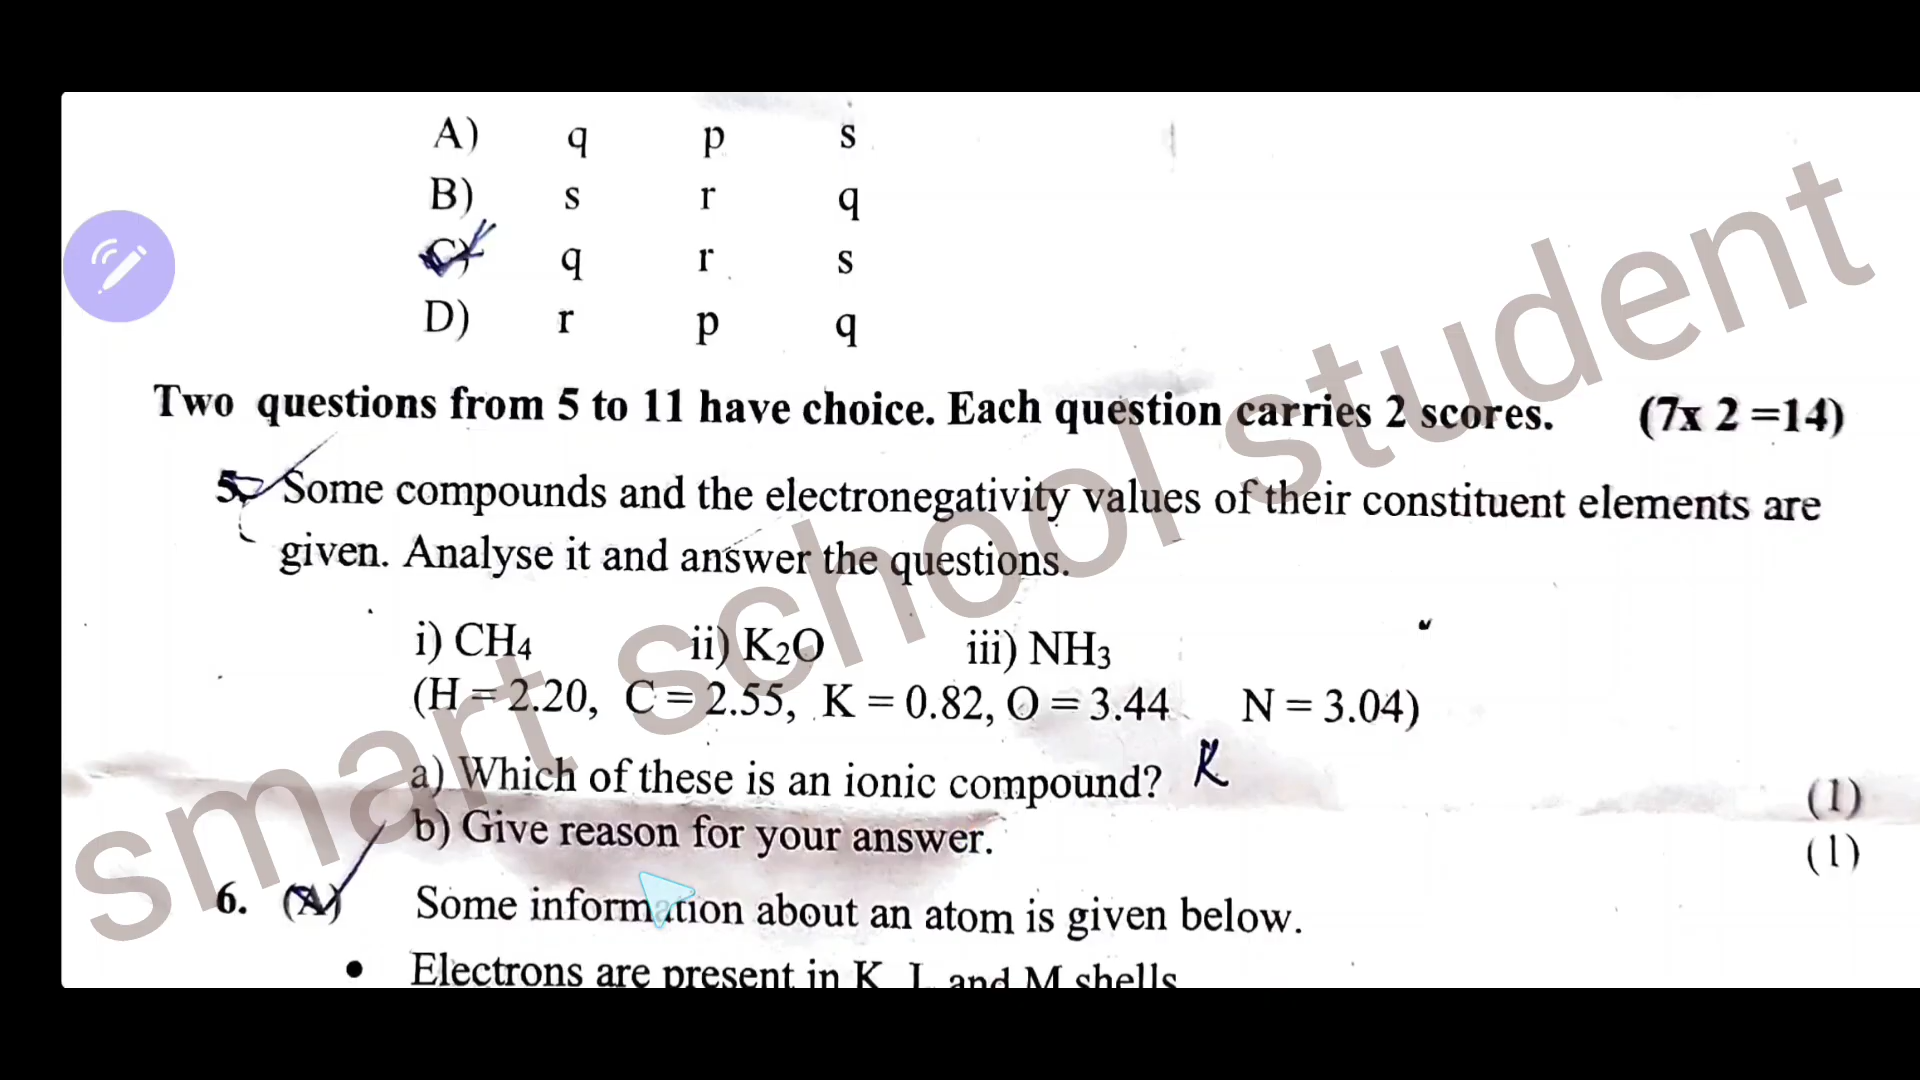 A) q p s
B) s r q
C) q r s
D) r p q
Two questions from 5 to 11 have choice. Each question carries 2 scores. (7x 2 =14)
5. Some compounds and the electronegativity values of their constituent elements are
given. Analyse it and answer the questions.
i) CH4 ii) K2O iii) NH3
(H = 2.20, C = 2.55, K = 0.82, O = 3.44 N = 3.04)
a) Which of these is an ionic compound? K (1)
b) Give reason for your answer. (1)
6. (A) Some information about an atom is given below.
• Electrons are present in K, L and M shells
smart school student